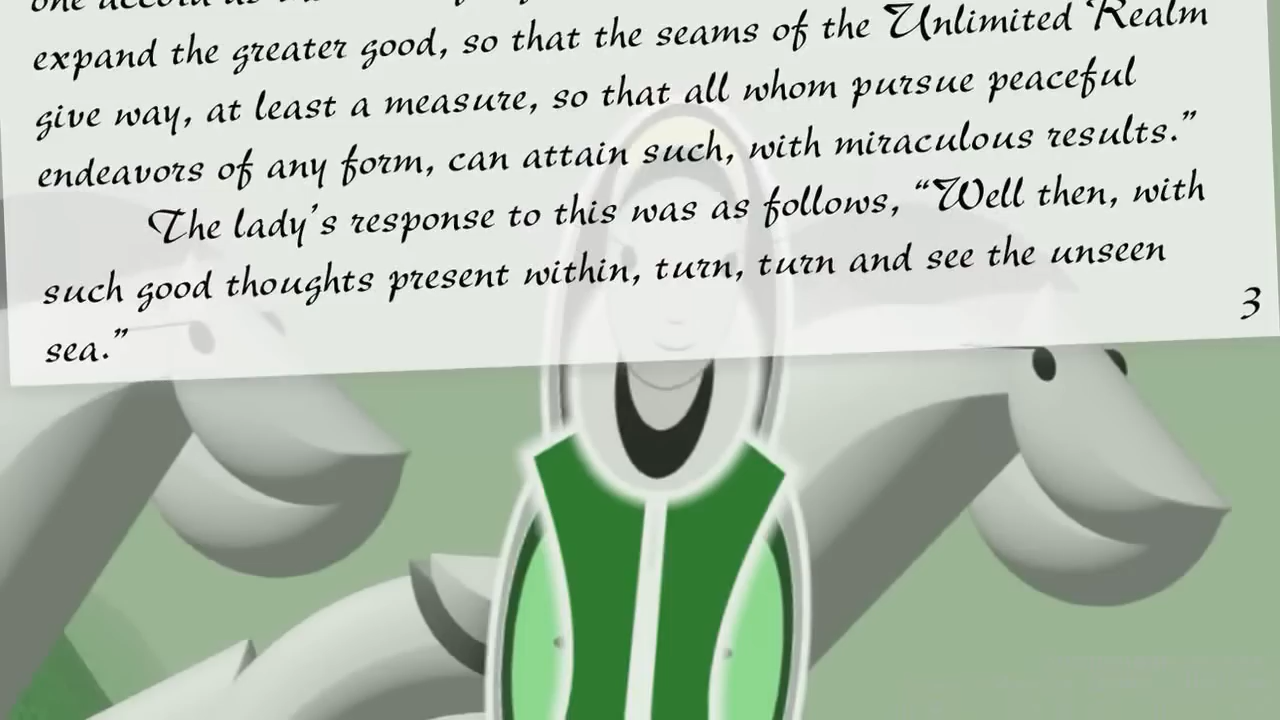 expand the greater good, so that the seams of the Unlimited Realm
give way, at least a measure, so that all whom pursue peaceful
endeavors of any form, can attain such, with miraculous results.”
The lady’s response to this was as follows, “Well then, with
such good thoughts present within, turn, turn and see the unseen
sea.”
3